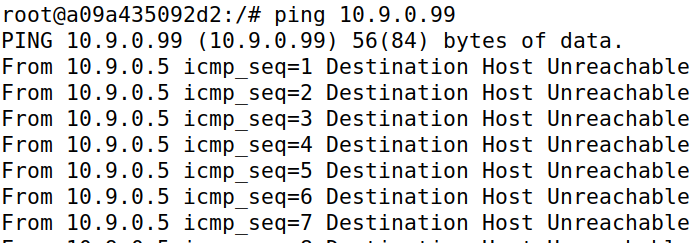 root@a09a435092d2:/# ping 10.9.0.99
PING 10.9.0.99 (10.9.0.99) 56(84) bytes of data.
From 10.9.0.5 icmp_seq=1 Destination Host Unreachable
From 10.9.0.5 icmp_seq=2 Destination Host Unreachable
From 10.9.0.5 icmp_seq=3 Destination Host Unreachable
From 10.9.0.5 icmp_seq=4 Destination Host Unreachable
From 10.9.0.5 icmp_seq=5 Destination Host Unreachable
From 10.9.0.5 icmp_seq=6 Destination Host Unreachable
From 10.9.0.5 icmp_seq=7 Destination Host Unreachable